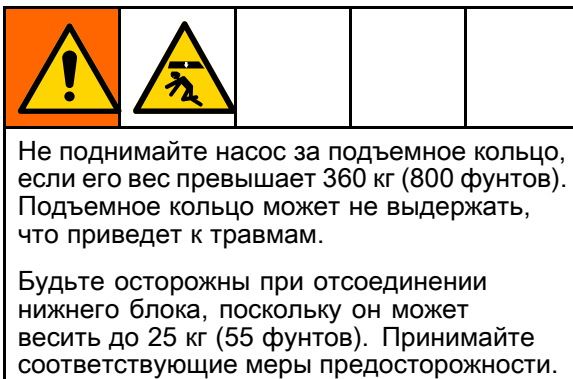 Не поднимайте насос за подъемное кольцо,
если его вес превышает 360 кг (800 фунтов).
Подъемное кольцо может не выдержать,
что приведет к травмам.
Будьте осторожны при отсоединении
нижнего блока, поскольку он может
весить до 25 кг (55 фунтов). Принимайте
соответствующие меры предосторожности.